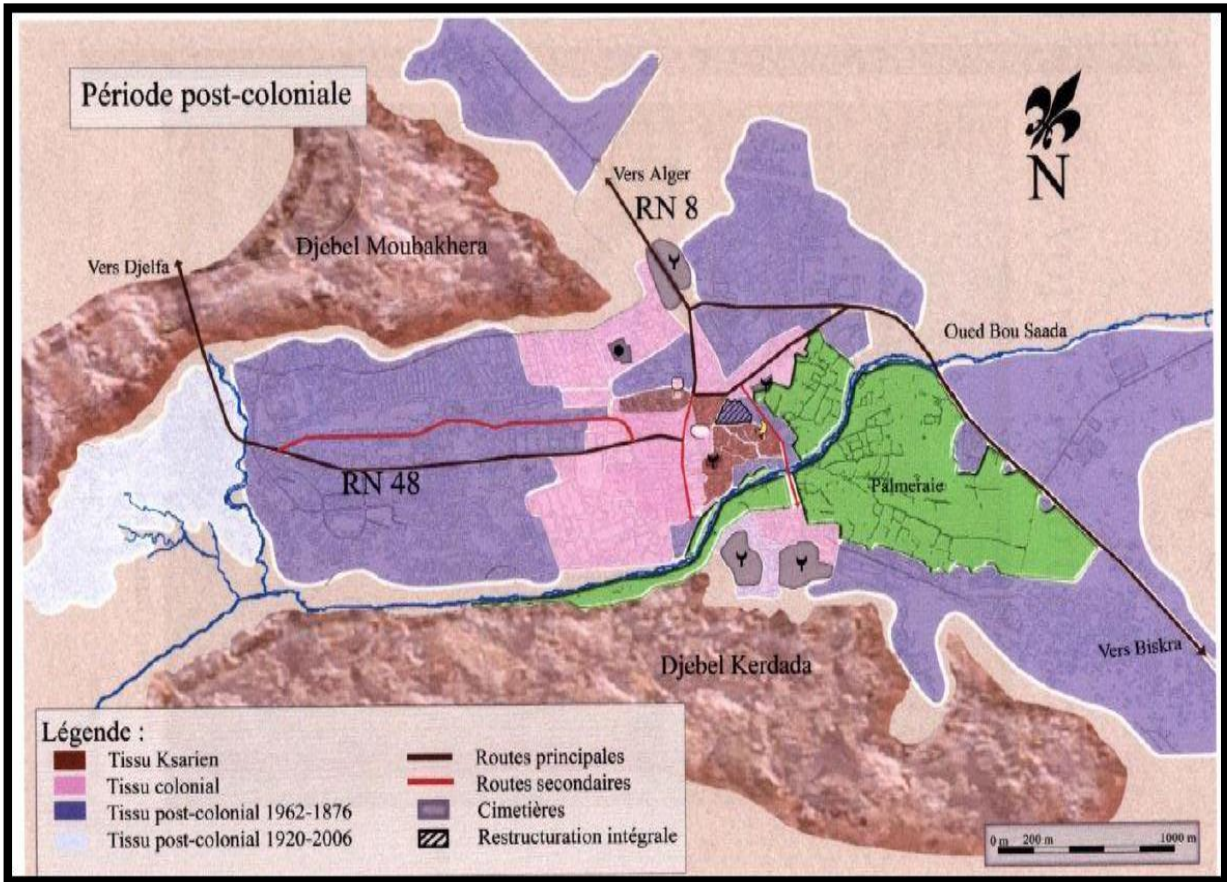 Période post-coloniale
N
Vers Alger
RN 8
Djebel Moubakhera
Vers Djelfa
Oued Bou Saada
RN 48
Palmeraie
Djebel Kerdada
Vers Biskra
Légende :
Tissu Ksarien
Tissu colonial
Tissu post-colonial 1962-1876
Tissu post-colonial 1920-2006
Routes principales
Routes secondaires
Cimetières
Restructuration intégrale
0 m 200 m 1000 m